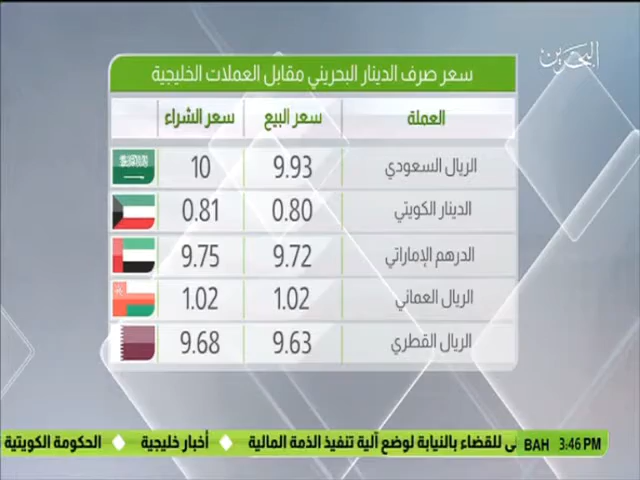 البحرين
سعر صرف الدينار البحريني مقابل العملات الخليجية
العملة سعر البيع سعر الشراء
الريال السعودي 9.93 10
الدينار الكويتي 0.80 0.81
الدرهم الإماراتي 9.72 9.75
الريال العماني 1.02 1.02
الريال القطري 9.63 9.68
BAH 3:46 PM
للقضاء بالنيابة لوضع آلية تنفيذ الذمة المالية أخبار خليجية الحكومة الكويتية